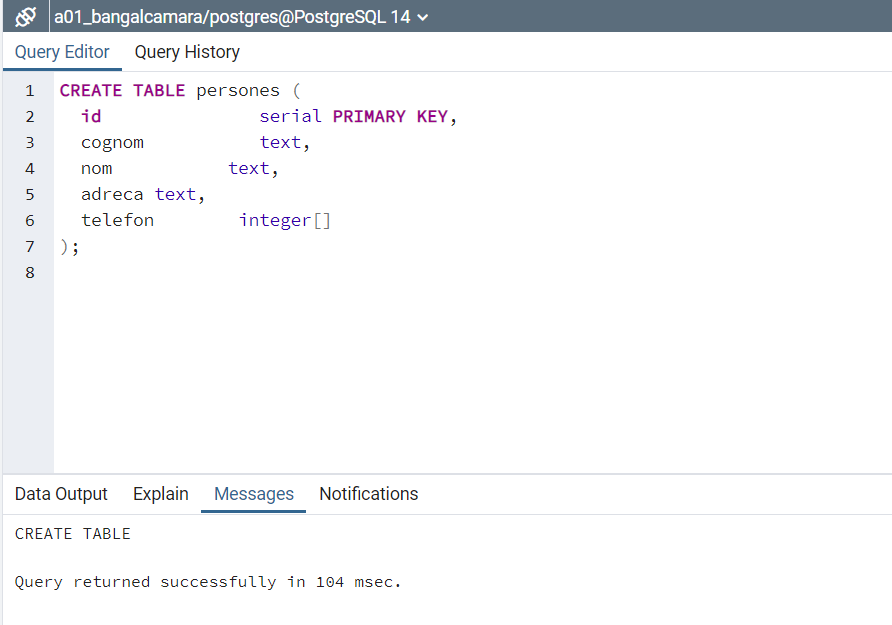 a01_bangalcamara/postgres@PostgreSQL 14
Query Editor Query History
1 CREATE TABLE persones (
2 id serial PRIMARY KEY,
3 cognom text,
4 nom text,
5 adreca text,
6 telefon integer[]
7 );
8
Data Output Explain Messages Notifications
CREATE TABLE
Query returned successfully in 104 msec.